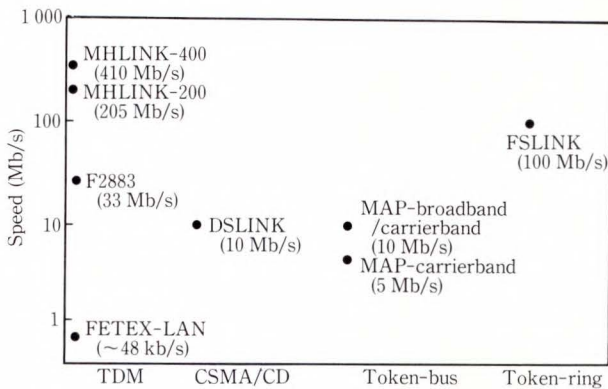 1 000
100
10
1
Speed (Mb/s)
MHLINK-400
(410 Mb/s)
MHLINK-200
(205 Mb/s)
F2883
(33 Mb/s)
FETEX-LAN
(~48 kb/s)
DSLINK
(10 Mb/s)
MAP-broadband
/carrierband
(10 Mb/s)
MAP-carrierband
(5 Mb/s)
FSLINK
(100 Mb/s)
TDM
CSMA/CD
Token-bus
Token-ring